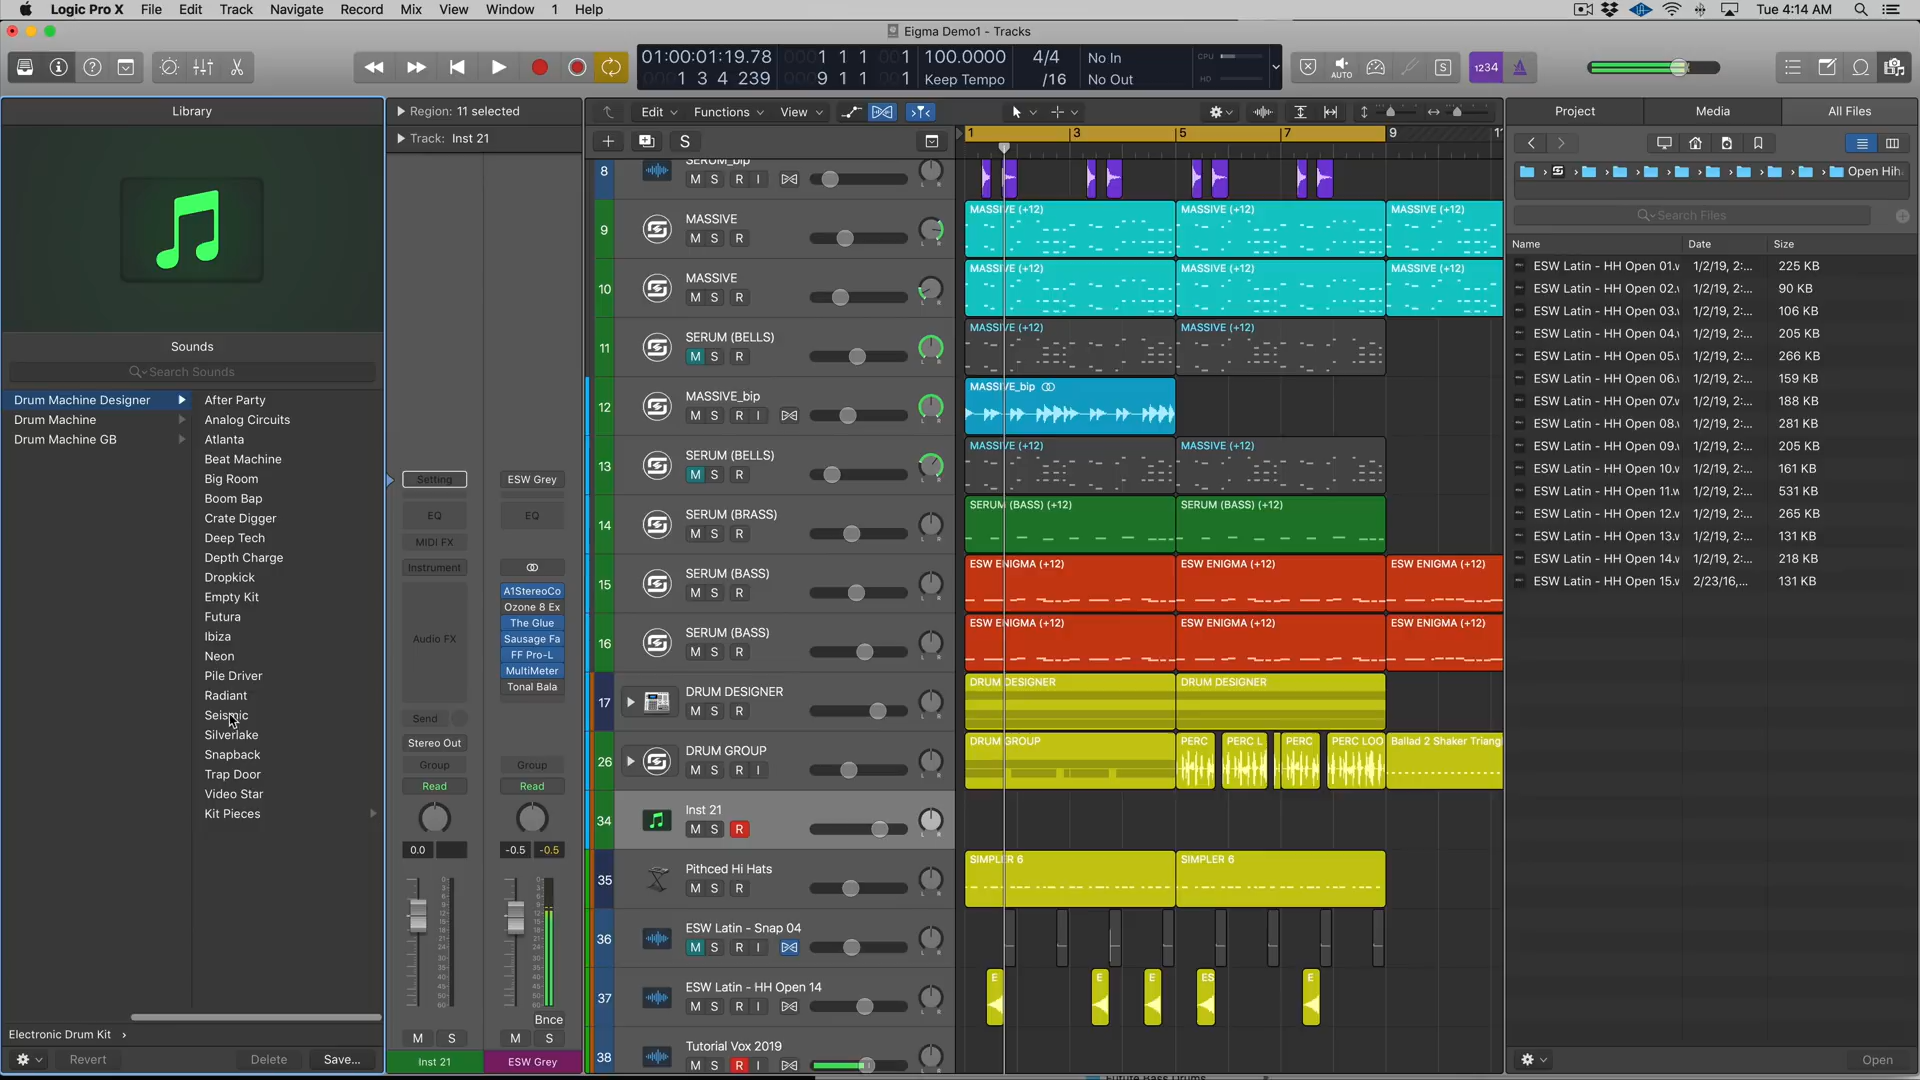 Logic Pro X File Edit Track Navigate Record Mix View Window 1 Help
Tue 4:14 AM
Eigma Demo1 - Tracks
01:00:01:19.78
1 3 4 239
1 1 1 1
9 1 1 1
100.0000
Keep Tempo
4/4
/16
No In
No Out
CPU
HD
AUTO
S
1234
Library
Region: 11 selected
Track: Inst 21
Edit Functions View
Project Media All Files
S
1 3 5 7 9 11
Open Hih
Search Files
Name Date Size
ESW Latin - HH Open 01.w 1/2/19, 2:... 225 KB
ESW Latin - HH Open 02.w 1/2/19, 2:... 90 KB
ESW Latin - HH Open 03.w 1/2/19, 2:... 106 KB
ESW Latin - HH Open 04.w 1/2/19, 2:... 205 KB
ESW Latin - HH Open 05.w 1/2/19, 2:... 266 KB
ESW Latin - HH Open 06.w 1/2/19, 2:... 159 KB
ESW Latin - HH Open 07.w 1/2/19, 2:... 188 KB
ESW Latin - HH Open 08.w 1/2/19, 2:... 281 KB
ESW Latin - HH Open 09.w 1/2/19, 2:... 205 KB
ESW Latin - HH Open 10.w 1/2/19, 2:... 161 KB
ESW Latin - HH Open 11.w 1/2/19, 2:... 531 KB
ESW Latin - HH Open 12.w 1/2/19, 2:... 265 KB
ESW Latin - HH Open 13.w 1/2/19, 2:... 131 KB
ESW Latin - HH Open 14.w 1/2/19, 2:... 218 KB
ESW Latin - HH Open 15.w 2/23/16,... 131 KB
Open
Sounds
Search Sounds
Drum Machine Designer
Drum Machine
Drum Machine GB
After Party
Analog Circuits
Atlanta
Beat Machine
Big Room
Boom Bap
Crate Digger
Deep Tech
Depth Charge
Dropkick
Empty Kit
Futura
Ibiza
Neon
Pile Driver
Radiant
Seismic
Silverlake
Snapback
Trap Door
Video Star
Kit Pieces
Electronic Drum Kit
Revert Delete Save...
Setting
EQ
MIDI FX
Instrument
Audio FX
Send
Stereo Out
Group
Read
0.0
M S
Inst 21
ESW Grey
EQ
A1StereoCo
Ozone 8 Ex
The Glue
Sausage Fa
FF Pro-L
MultiMeter
Tonal Bala
Group
Read
-0.5 -0.5
Bnce
M S
ESW Grey
8 SERUM_bip
M S R I
9 MASSIVE
M S R
MASSIVE (+12) MASSIVE (+12) MASSIVE (+12)
10 MASSIVE
M S R
MASSIVE (+12) MASSIVE (+12) MASSIVE (+12)
11 SERUM (BELLS)
M S R
MASSIVE (+12) MASSIVE (+12)
12 MASSIVE_bip
M S R I
MASSIVE_bip
13 SERUM (BELLS)
M S R
MASSIVE (+12) MASSIVE (+12)
14 SERUM (BRASS)
M S R
SERUM (BASS) (+12) SERUM (BASS) (+12)
15 SERUM (BASS)
M S R
ESW ENIGMA (+12) ESW ENIGMA (+12) ESW ENIGMA (+12)
16 SERUM (BASS)
M S R
ESW ENIGMA (+12) ESW ENIGMA (+12) ESW ENIGMA (+12)
17 DRUM DESIGNER
M S R
DRUM DESIGNER DRUM DESIGNER
26 DRUM GROUP
M S R I
DRUM GROUP PERC PERC L PERC PERC LOO Ballad 2 Shaker Triang
34 Inst 21
M S R
35 Pithced Hi Hats
M S R
SIMPLER 6 SIMPLER 6
36 ESW Latin - Snap 04
M S R I
37 ESW Latin - HH Open 14
M S R I
E E E ES E
38 Tutorial Vox 2019
M S R I